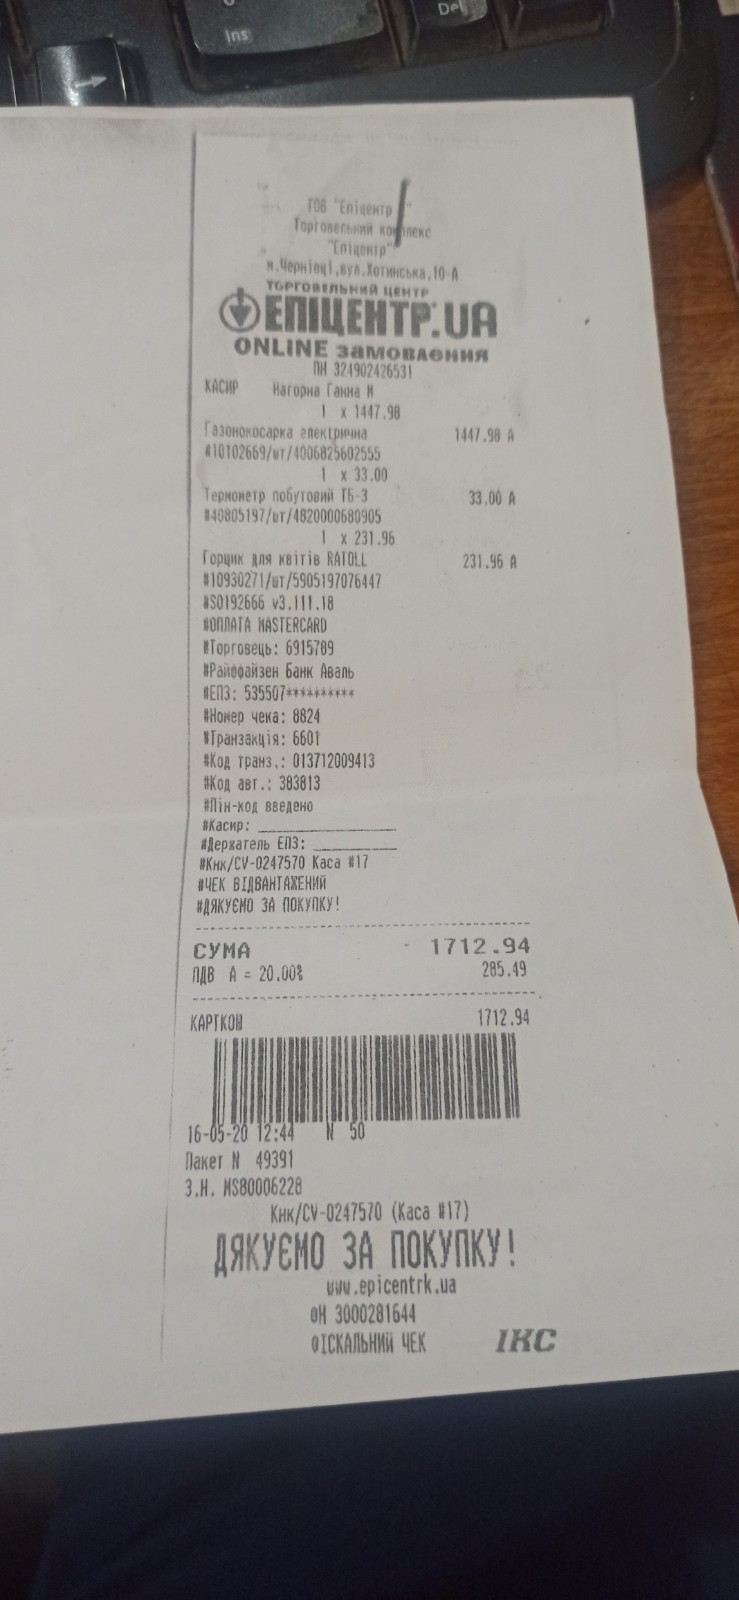 Ins
Del
ТОВ "Епіцентр К"
Торговельний комплекс
"Епіцентр"
м.Чернівці,вул.Хотинська,10-А
ТОРГОВЕЛЬНИЙ ЦЕНТР
ЕПІЦЕНТР.UA
ONLINE замовлення
ПН 324902426531
КАСИР Нагорна Ганна М
1 x 1447.98
Газонокосарка електрична 1447.98 А
#10102669/шт/4006825602555
1 x 33.00
Термометр побутовий ТБ-3 33.00 А
#40805197/шт/4820000680905
1 x 231.96
Горщик для квітів RATOLL 231.96 А
#10930271/шт/5905197076447
#S0192666 v3.111.18
#ОПЛАТА MASTERCARD
#Торговець: 6915789
#Райффайзен Банк Аваль
#ЕПЗ: 535507**********
#Номер чека: 8824
#Транзакція: 6601
#Код транз.: 013712009413
#Код авт.: 383813
#Пін-код введено
#Касир: ________________
#Держатель ЕПЗ: __________
#Кнк/CV-0247570 Каса #17
#ЧЕК ВІДВАНТАЖЕНИЙ
#ДЯКУЄМО ЗА ПОКУПКУ!
СУМА 1712.94
ПДВ А = 20.00% 285.49
КАРТКОЮ 1712.94
16-05-20 12:44 N 50
Пакет N 49391
З.Н. MS80006228
Кнк/CV-0247570 (Каса #17)
ДЯКУЄМО ЗА ПОКУПКУ!
www.epicentrk.ua
ФН 3000281644
ФІСКАЛЬНИЙ ЧЕК ІКС